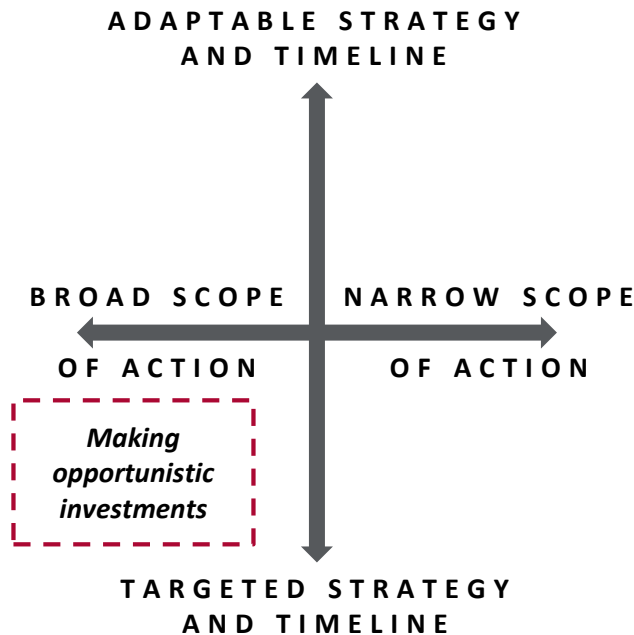 ADAPTABLE STRATEGY
AND TIMELINE
BROAD SCOPE
OF ACTION
NARROW SCOPE
OF ACTION
Making
opportunistic
investments
TARGETED STRATEGY
AND TIMELINE